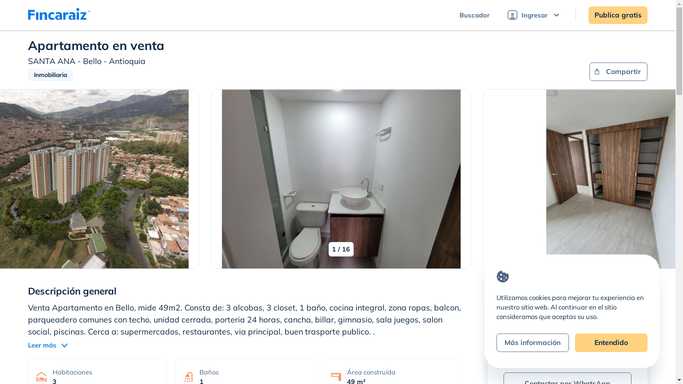 Fincaraiz
Buscador
Ingresar
Publica gratis
Apartamento en venta
SANTA ANA - Bello - Antioquia
Inmobiliaria
Compartir
1 / 16
Descripción general
Venta Apartamento en Bello, mide 49m2. Consta de: 3 alcobas, 3 closet, 1 baño, cocina integral, zona ropas, balcon,
parqueadero comunes con techo, unidad cerrada, porteria 24 horas, cancha, billar, gimnasio, sala juegos, salon
social, piscinas. Cerca a: supermercados, restaurantes, via principal, buen trasporte publico. .
Leer más
Habitaciones
3
Baños
1
Área construida
49 m²
Utilizamos cookies para mejorar tu experiencia en
nuestro sitio web. Al continuar en el sitio
consideramos que aceptas su uso.
Más información
Entendido
Contactar por WhatsApp